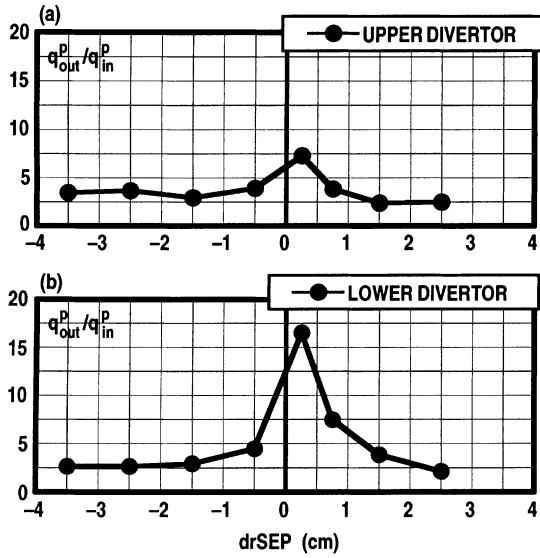 (a)
UPPER DIVERTOR
q^p_out/q^p_in
20
15
10
5
0
−4 −3 −2 −1 0 1 2 3 4
(b)
LOWER DIVERTOR
q^p_out/q^p_in
20
15
10
5
0
−4 −3 −2 −1 0 1 2 3 4
drSEP (cm)